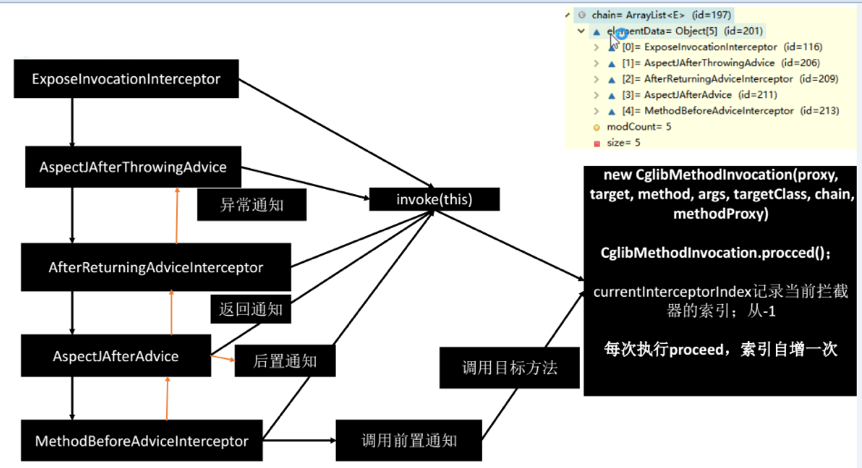 chain= ArrayList<E> (id=197)
elementData= Object[5] (id=201)
[0]= ExposeInvocationInterceptor (id=116)
[1]= AspectJAfterThrowingAdvice (id=206)
[2]= AfterReturningAdviceInterceptor (id=209)
[3]= AspectJAfterAdvice (id=211)
[4]= MethodBeforeAdviceInterceptor (id=213)
modCount= 5
size= 5
ExposeInvocationInterceptor
AspectJAfterThrowingAdvice
异常通知
invoke(this)
AfterReturningAdviceInterceptor
返回通知
AspectJAfterAdvice
后置通知
MethodBeforeAdviceInterceptor
调用前置通知
调用目标方法
new CglibMethodInvocation(proxy,
target, method, args, targetClass, chain,
methodProxy)
CglibMethodInvocation.procced();
currentInterceptorIndex记录当前拦截
器的索引；从-1
每次执行proceed，索引自增一次